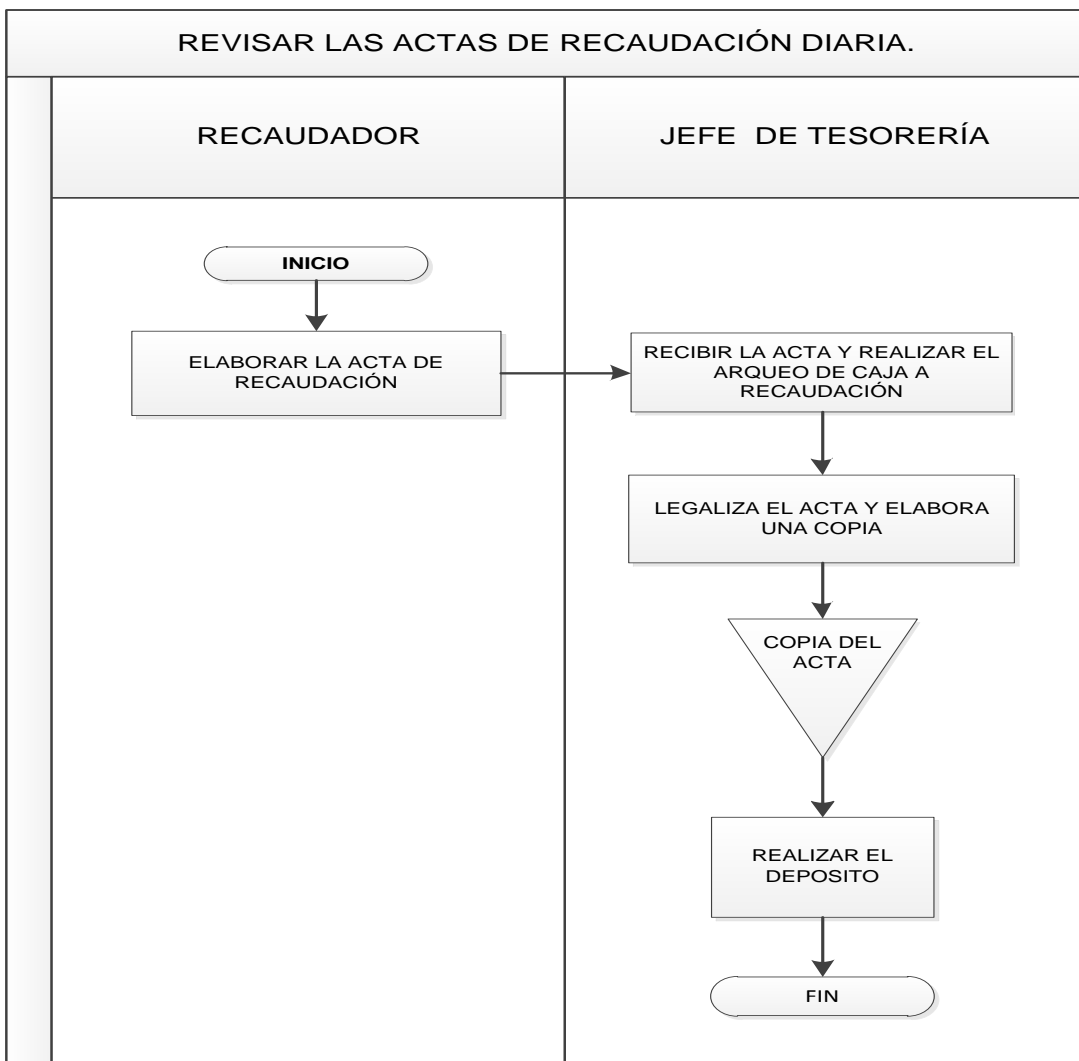 REVISAR LAS ACTAS DE RECAUDACIÓN DIARIA.
RECAUDADOR
JEFE DE TESORERÍA
INICIO
ELABORAR LA ACTA DE
RECAUDACIÓN
RECIBIR LA ACTA Y REALIZAR EL
ARQUEO DE CAJA A
RECAUDACIÓN
LEGALIZA EL ACTA Y ELABORA
UNA COPIA
COPIA DEL
ACTA
REALIZAR EL
DEPOSITO
FIN